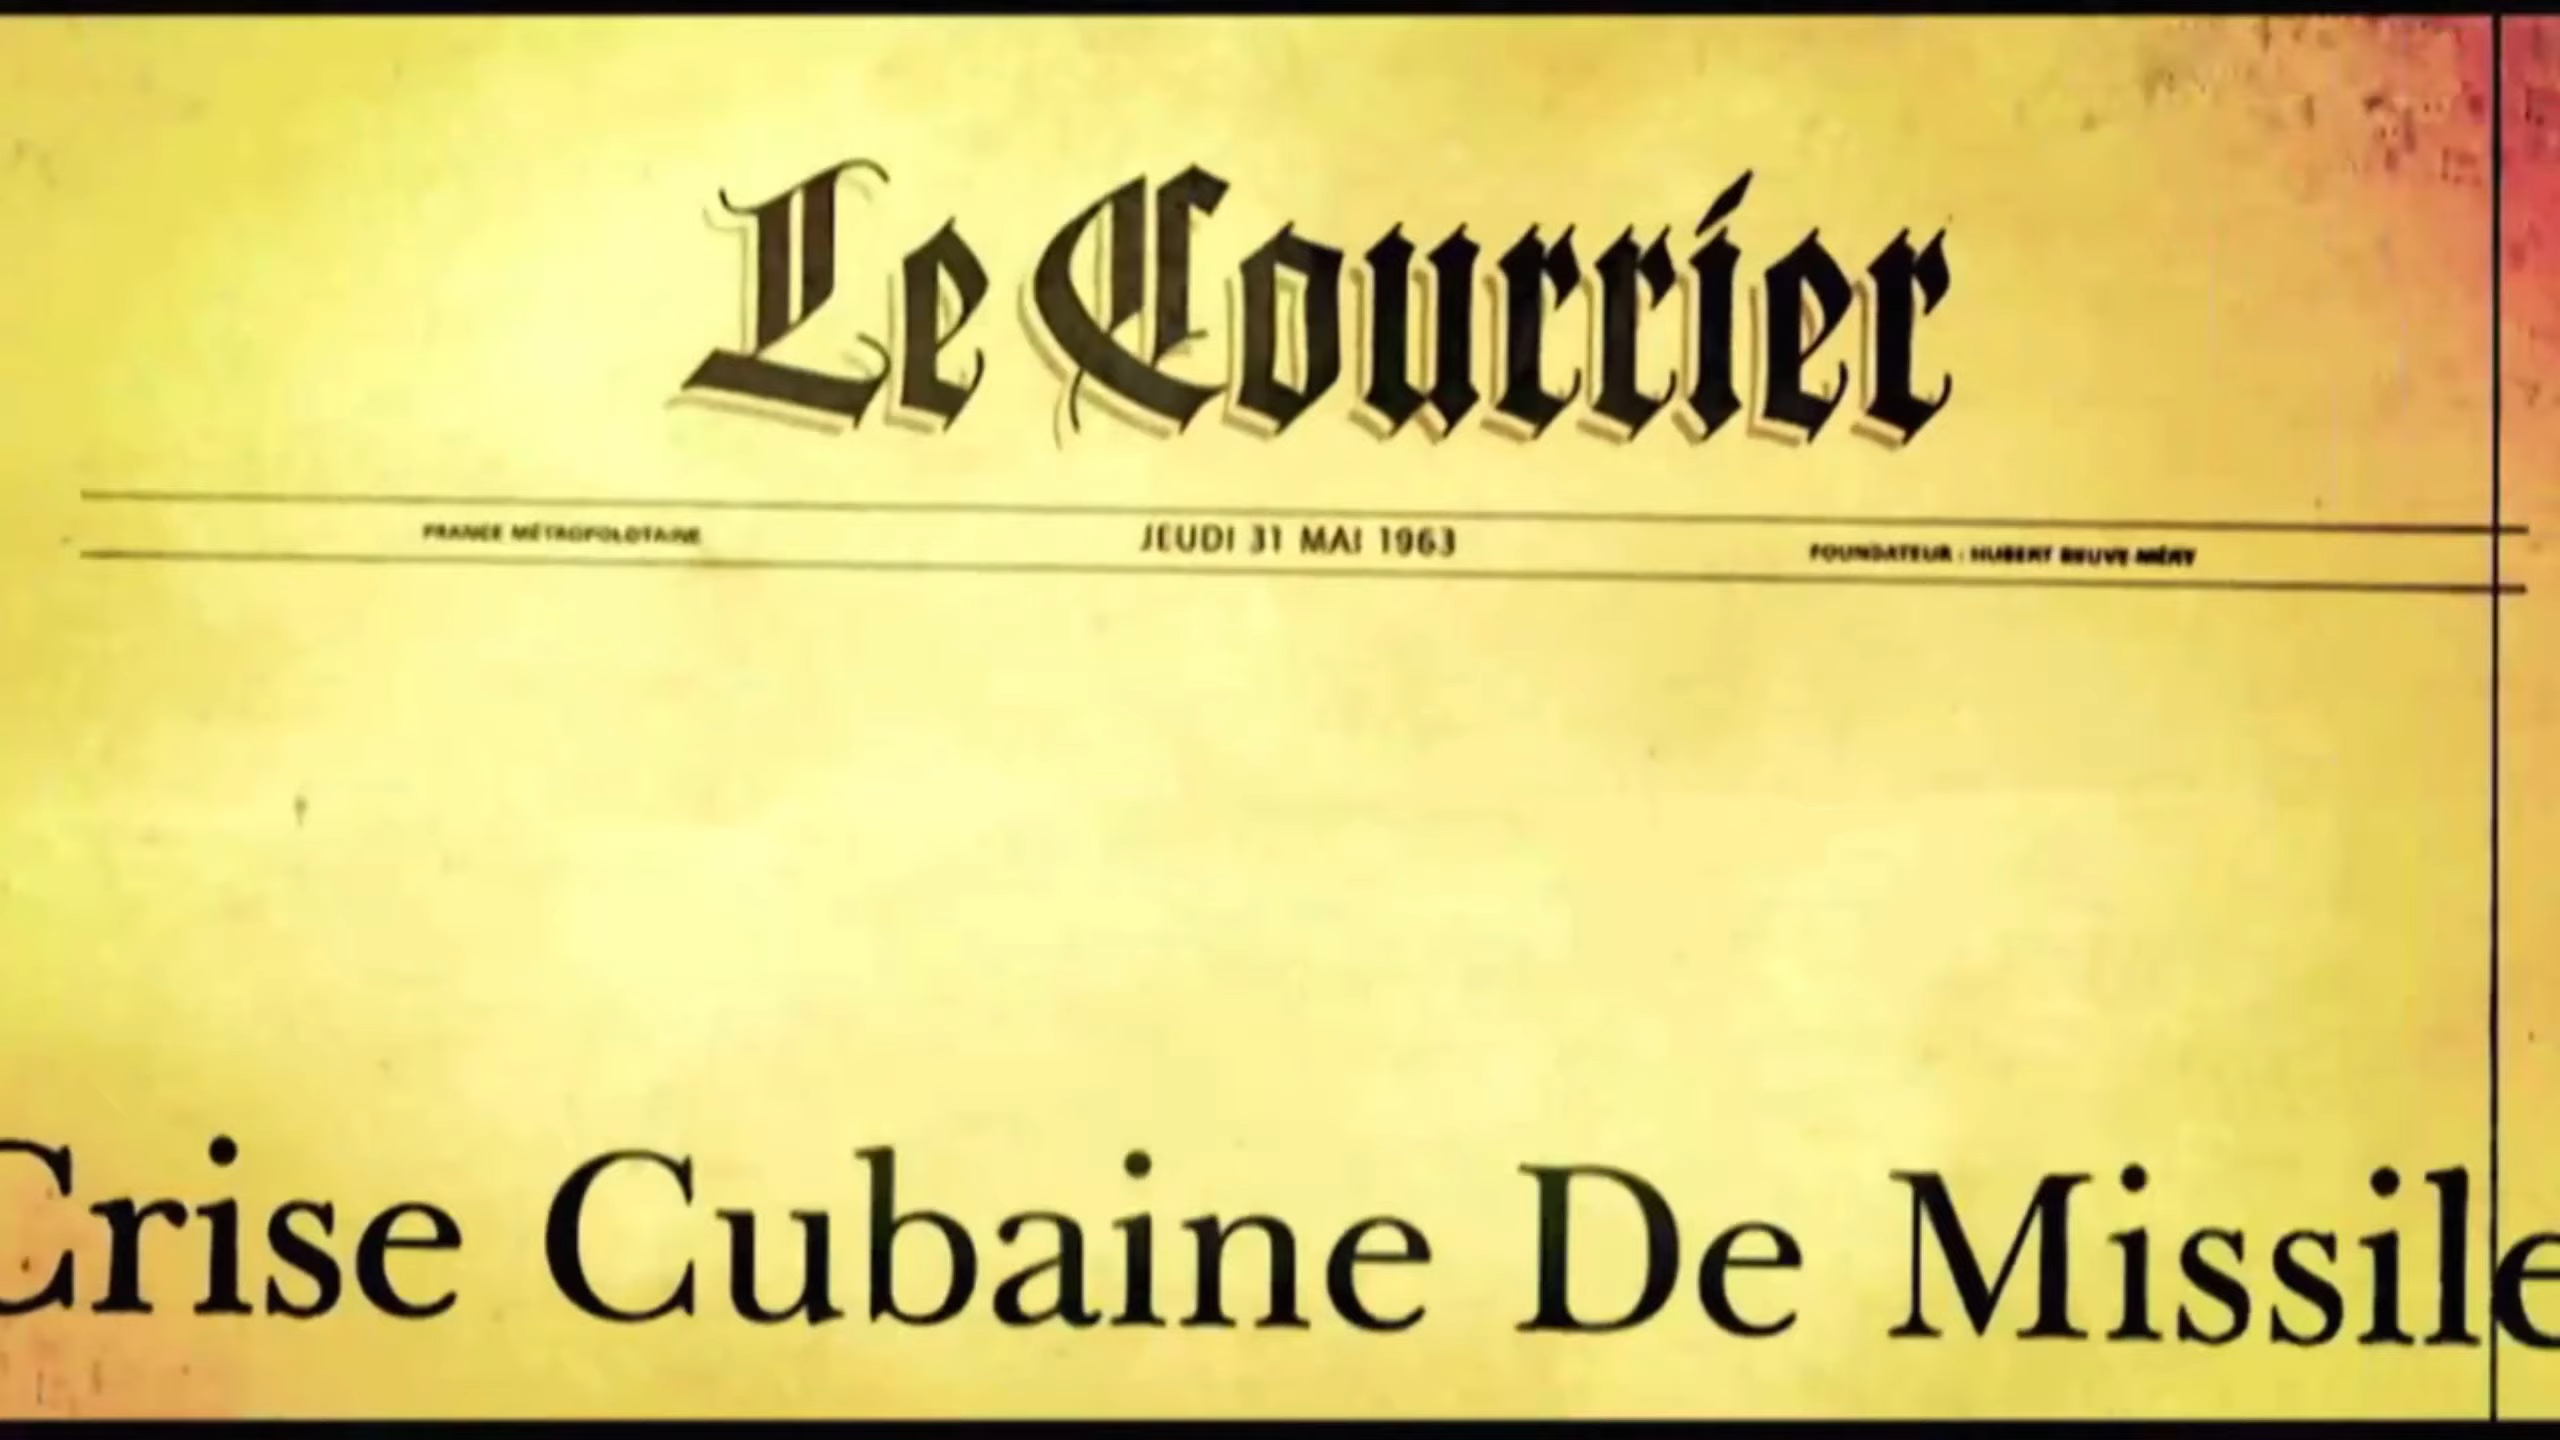 Le Courrier
FRANCE MÉTROPOLOTAINE JEUDI 31 MAI 1963 FOUNDATEUR : HUBERT BEUVE-MÉRY
Crise Cubaine De Missile